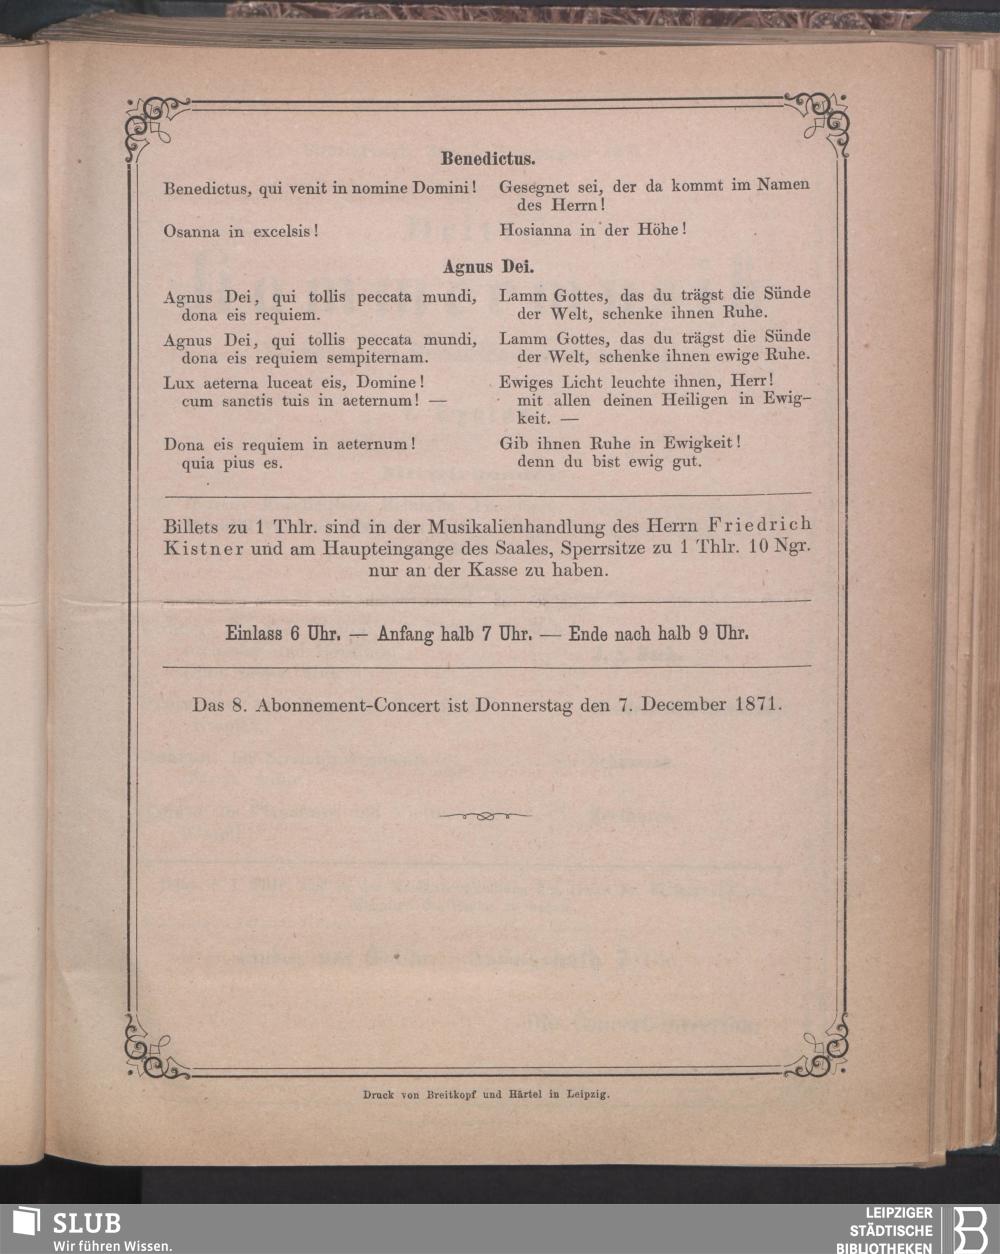 Benedictus.
Benedictus, qui venit in nomine Domini!
Osanna in excelsis!
Gesegnet sei, der da kommt im Namen
des Herrn!
Hosianna in der Höhe!
Agnus Dei.
Agnus Dei, qui tollis peccata mundi,
dona eis requiem.
Agnus Dei, qui tollis peccata mundi,
dona eis requiem sempiternam.
Lux aeterna luceat eis, Domine!
cum sanctis tuis in aeternum! —
Dona eis requiem in aeternum!
quia pius es.
Lamm Gottes, das du trägst die Sünde
der Welt, schenke ihnen Ruhe.
Lamm Gottes, das du trägst die Sünde
der Welt, schenke ihnen ewige Ruhe.
Ewiges Licht leuchte ihnen, Herr!
mit allen deinen Heiligen in Ewig-
keit. —
Gib ihnen Ruhe in Ewigkeit!
denn du bist ewig gut.
Billets zu 1 Thlr. sind in der Musikalienhandlung des Herrn Friedrich
Kistner und am Haupteingange des Saales, Sperrsitze zu 1 Thlr. 10 Ngr.
nur an der Kasse zu haben.
Einlass 6 Uhr. — Anfang halb 7 Uhr. — Ende nach halb 9 Uhr.
Das 8. Abonnement-Concert ist Donnerstag den 7. December 1871.
Druck von Breitkopf und Härtel in Leipzig.
SLUB
Wir führen Wissen.
LEIPZIGER
STÄDTISCHE
BIBLIOTHEKEN